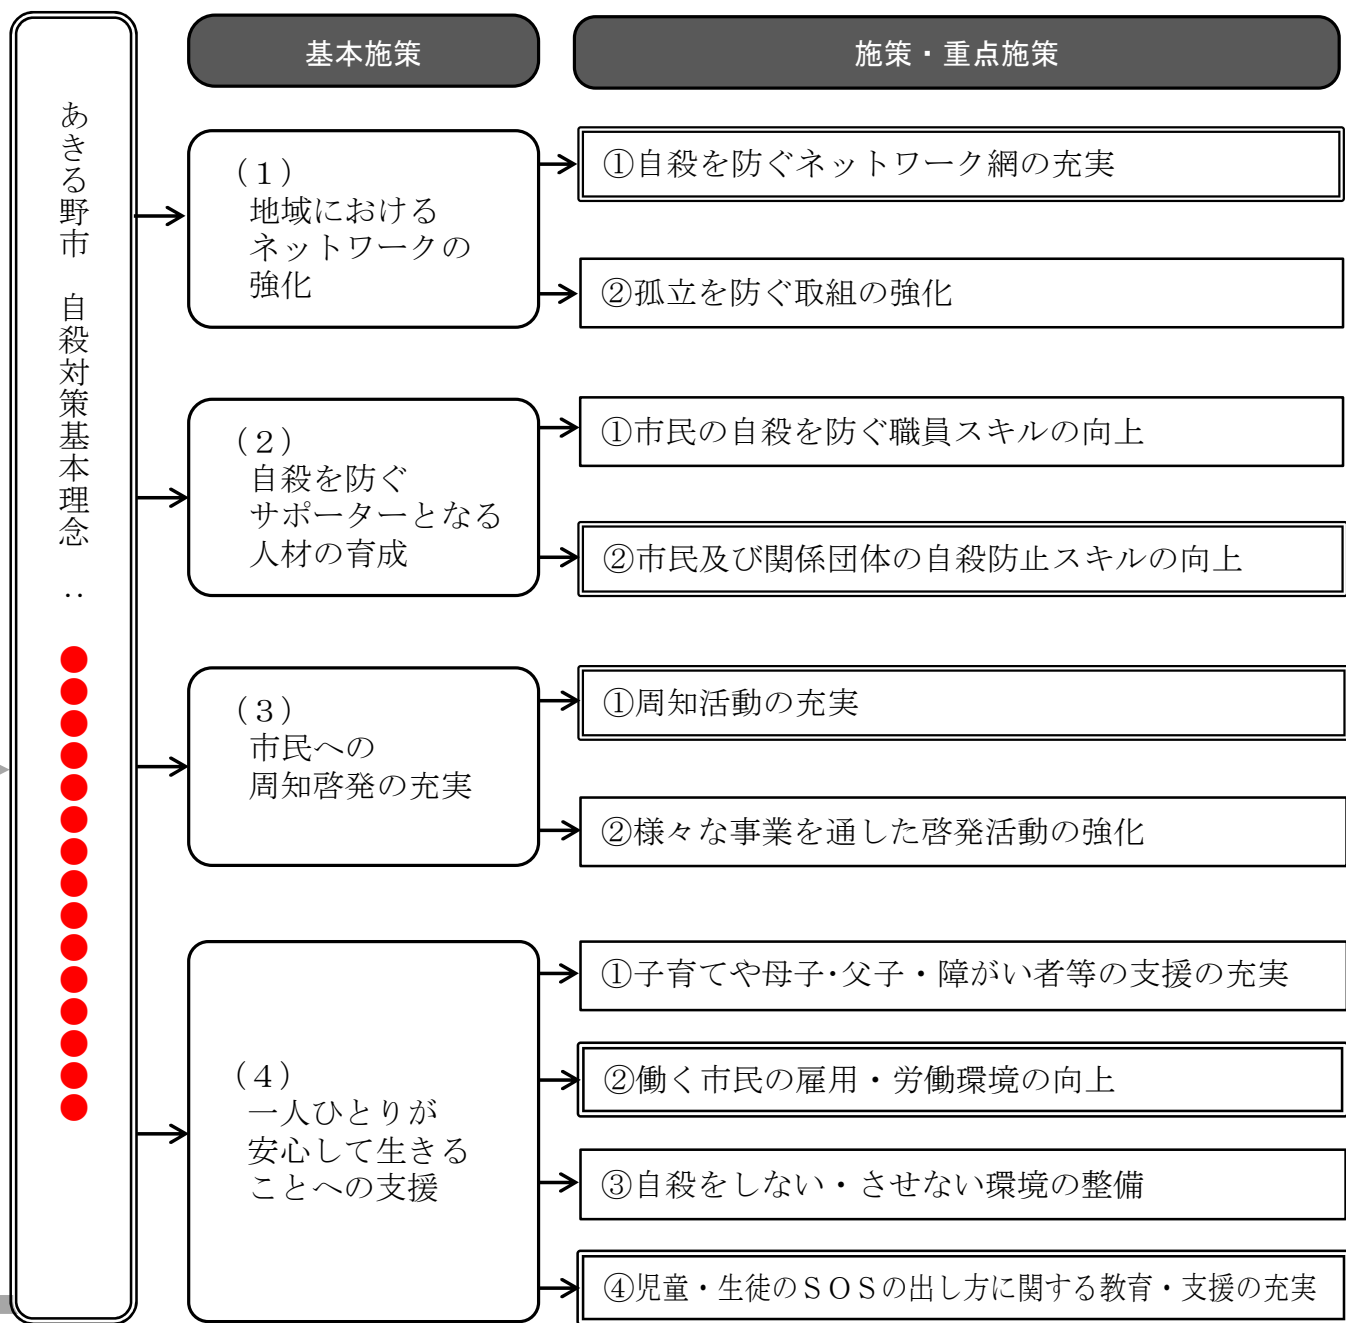 あきる野市　自殺対策基本理念　：　●●●●●●●●●●●●●●●
基本施策
施策・重点施策
（１）
地域における
ネットワークの
強化
①自殺を防ぐネットワーク網の充実
②孤立を防ぐ取組の強化
（２）
自殺を防ぐ
サポーターとなる
人材の育成
①市民の自殺を防ぐ職員スキルの向上
②市民及び関係団体の自殺防止スキルの向上
（３）
市民への
周知啓発の充実
①周知活動の充実
②様々な事業を通した啓発活動の強化
（４）
一人ひとりが
安心して生きる
ことへの支援
①子育てや母子・父子・障がい者等の支援の充実
②働く市民の雇用・労働環境の向上
③自殺をしない・させない環境の整備
④児童・生徒のＳＯＳの出し方に関する教育・支援の充実